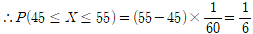 ∴P(45 ≤ X ≤ 55) = (55−45)× 1/60 = 1/6